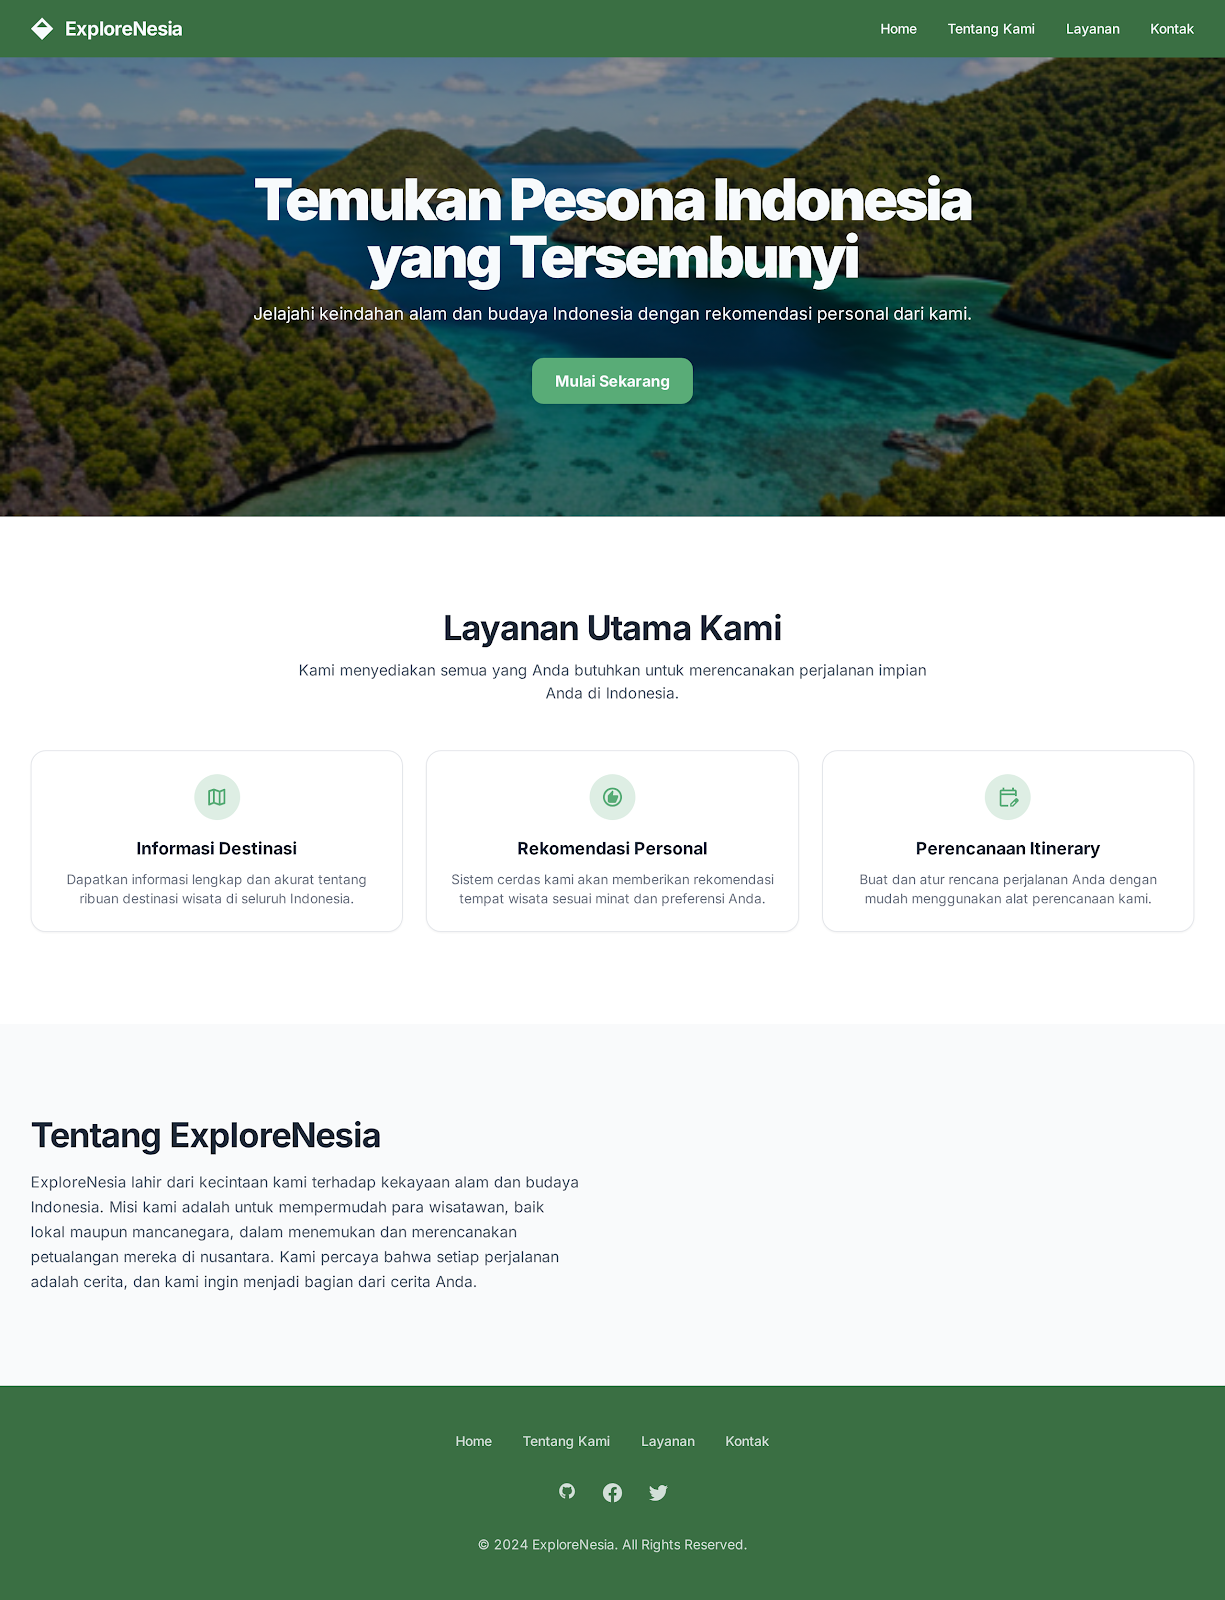 ExploreNesia
Home Tentang Kami Layanan Kontak
Temukan Pesona Indonesia
yang Tersembunyi
Jelajahi keindahan alam dan budaya Indonesia dengan rekomendasi personal dari kami.
Mulai Sekarang
Layanan Utama Kami
Kami menyediakan semua yang Anda butuhkan untuk merencanakan perjalanan impian
Anda di Indonesia.
Informasi Destinasi
Dapatkan informasi lengkap dan akurat tentang
ribuan destinasi wisata di seluruh Indonesia.
Rekomendasi Personal
Sistem cerdas kami akan memberikan rekomendasi
tempat wisata sesuai minat dan preferensi Anda.
Perencanaan Itinerary
Buat dan atur rencana perjalanan Anda dengan
mudah menggunakan alat perencanaan kami.
Tentang ExploreNesia
ExploreNesia lahir dari kecintaan kami terhadap kekayaan alam dan budaya
Indonesia. Misi kami adalah untuk mempermudah para wisatawan, baik
lokal maupun mancanegara, dalam menemukan dan merencanakan
petualangan mereka di nusantara. Kami percaya bahwa setiap perjalanan
adalah cerita, dan kami ingin menjadi bagian dari cerita Anda.
Home Tentang Kami Layanan Kontak
© 2024 ExploreNesia. All Rights Reserved.